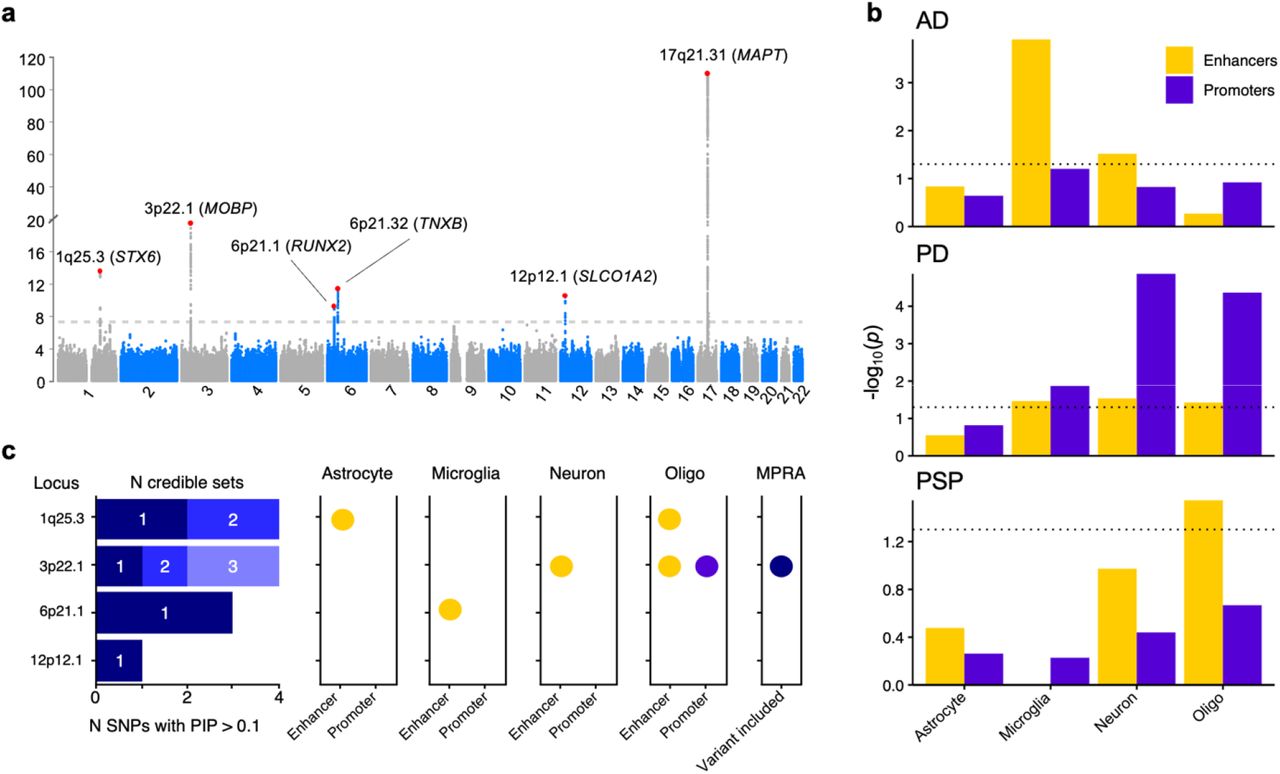 a
120
100
80
60
40
20
16
12
8
4
0
17q21.31 (MAPT)
3p22.1 (MOBP)
6p21.32 (TNXB)
6p21.1 (RUNX2)
1q25.3 (STX6)
12p12.1 (SLCO1A2)
1 2 3 4 5 6 7 8 9 10 11 12 13 14 15 16 17 18 19 20 21 22
b
AD
Enhancers
Promoters
3
2
1
0
PD
4
3
2
1
0
-log10(p)
PSP
1.2
0.8
0.4
0.0
Astrocyte Microglia Neuron Oligo
c
Locus N credible sets Astrocyte Microglia Neuron Oligo MPRA
1q25.3 1 2
3p22.1 1 2 3
6p21.1 1
12p12.1 1
0 2 4
N SNPs with PIP > 0.1
Enhancer Promoter Enhancer Promoter Enhancer Promoter Enhancer Promoter Variant included